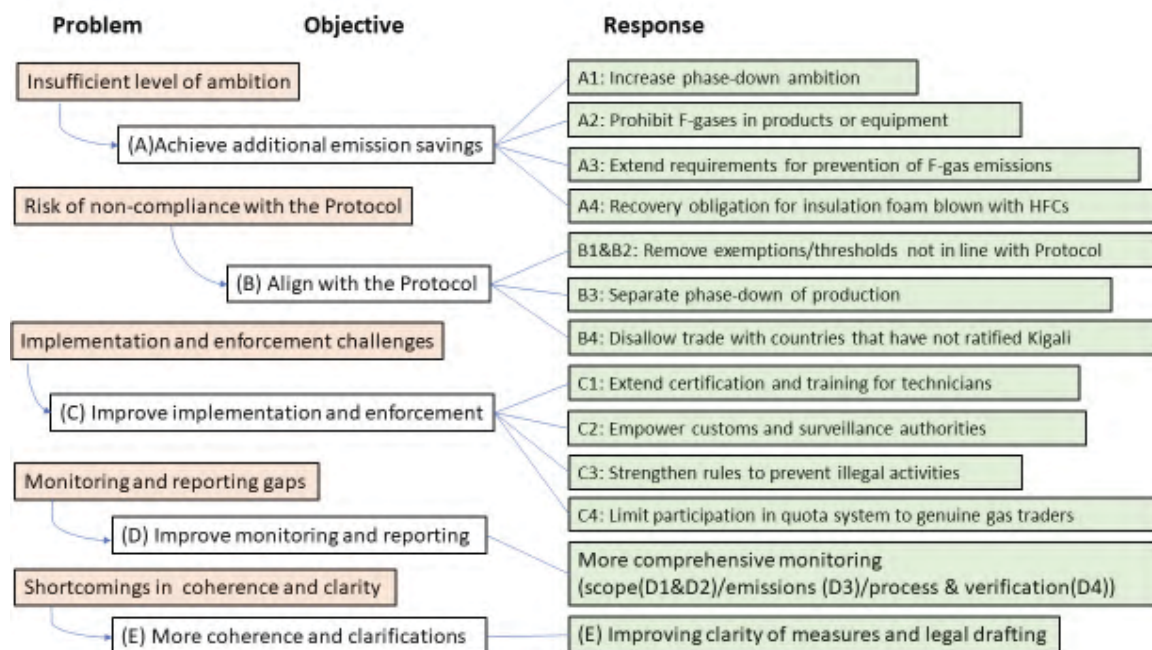 Problem Objective Response
Insufficient level of ambition
(A)Achieve additional emission savings
A1: Increase phase-down ambition
A2: Prohibit F-gases in products or equipment
A3: Extend requirements for prevention of F-gas emissions
A4: Recovery obligation for insulation foam blown with HFCs
Risk of non-compliance with the Protocol
(B) Align with the Protocol
B1&B2: Remove exemptions/thresholds not in line with Protocol
B3: Separate phase-down of production
B4: Disallow trade with countries that have not ratified Kigali
Implementation and enforcement challenges
(C) Improve implementation and enforcement
C1: Extend certification and training for technicians
C2: Empower customs and surveillance authorities
C3: Strengthen rules to prevent illegal activities
C4: Limit participation in quota system to genuine gas traders
Monitoring and reporting gaps
(D) Improve monitoring and reporting
More comprehensive monitoring
(scope(D1&D2)/emissions (D3)/process & verification(D4))
Shortcomings in coherence and clarity
(E) More coherence and clarifications
(E) Improving clarity of measures and legal drafting